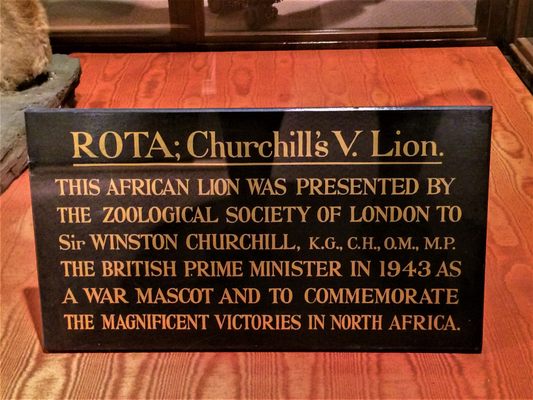 ROTA; Churchill's V. Lion.
THIS AFRICAN LION WAS PRESENTED BY
THE ZOOLOGICAL SOCIETY OF LONDON TO
Sir WINSTON CHURCHILL, K.G., C.H., O.M., M.P.
THE BRITISH PRIME MINISTER IN 1943 AS
A WAR MASCOT AND TO COMMEMORATE
THE MAGNIFICENT VICTORIES IN NORTH AFRICA.